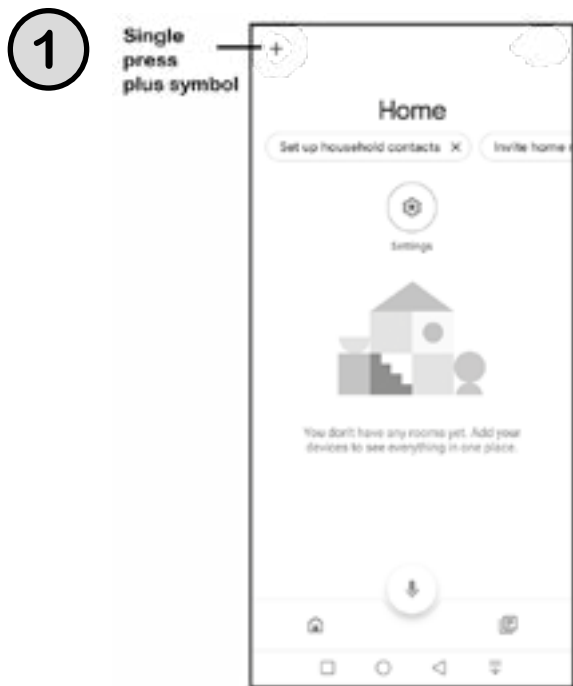 1
Single
press
plus symbol
+
Home
Set up household contacts X
Invite home
Settings
You don't have any rooms yet. Add your
devices to see everything in one place.